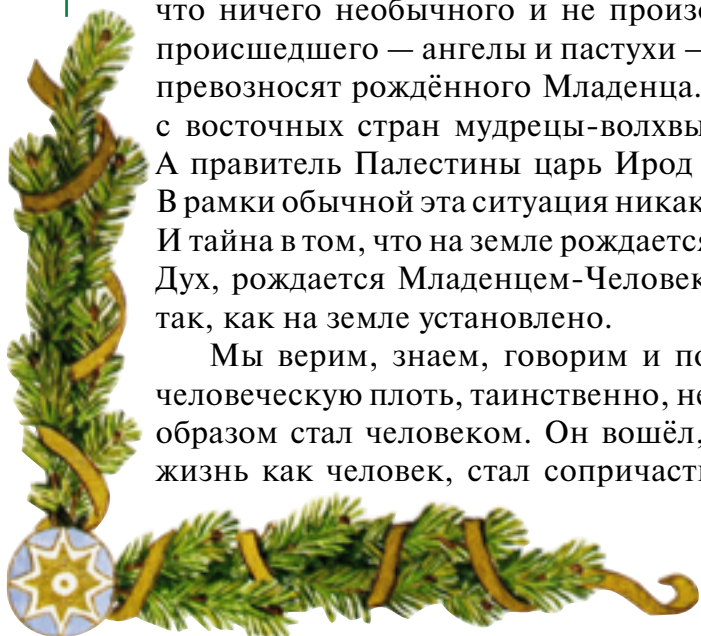 что ничего необычного и не
происшедшего — ангелы и пастухи —
превозносят рождённого Младенца.
с восточных стран мудрецы-волхвы
А правитель Палестины царь Ирод
В рамки обычной эта ситуация никак
И тайна в том, что на земле рождается
Дух, рождается Младенцем-Человек
так, как на земле установлено.
Мы верим, знаем, говорим и по
человеческую плоть, таинственно, не
образом стал человеком. Он вошёл,
жизнь как человек, стал